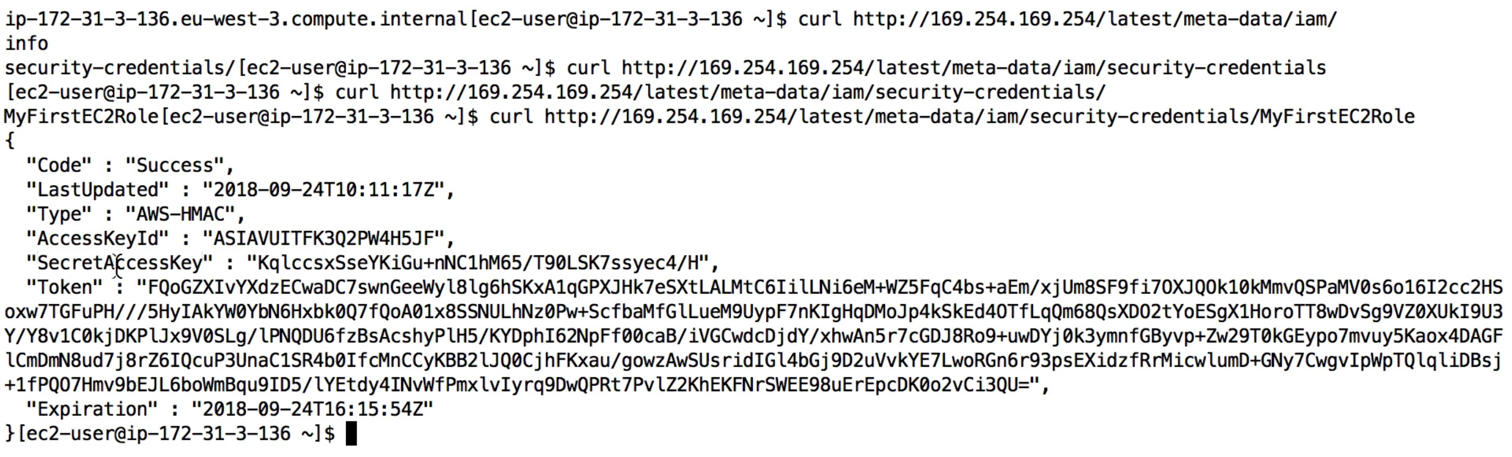 ip-172-31-3-136.eu-west-3.compute.internal[ec2-user@ip-172-31-3-136 ~]$ curl http://169.254.169.254/latest/meta-data/iam/
info
security-credentials/[ec2-user@ip-172-31-3-136 ~]$ curl http://169.254.169.254/latest/meta-data/iam/security-credentials
[ec2-user@ip-172-31-3-136 ~]$ curl http://169.254.169.254/latest/meta-data/iam/security-credentials/
MyFirstEC2Role[ec2-user@ip-172-31-3-136 ~]$ curl http://169.254.169.254/latest/meta-data/iam/security-credentials/MyFirstEC2Role
{
  "Code" : "Success",
  "LastUpdated" : "2018-09-24T10:11:17Z",
  "Type" : "AWS-HMAC",
  "AccessKeyId" : "ASIAVUITFK3Q2PW4H5JF",
  "SecretAccessKey" : "KqlccsxSseYKiGu+nNC1hM65/T90LSK7ssyec4/H",
  "Token" : "FQoGZXIvYXdzECwaDC7swnGeeWyl8lg6hSKxA1qGPXJHk7eSXtLALMtC6IilLNi6eM+WZ5FqC4bs+aEm/xjUm8SF9fi7OXJQOk10kMmvQSPaMV0s6o16I2cc2HS
oxw7TGFuPH///5HyIAkYW0YbN6Hxbk0Q7fQoA01x8SSNULhNz0Pw+ScfbaMfGlLueM9UypF7nKIgHqDMoJp4kSkEd4OTfLqQm68QsXDO2tYoESgX1HoroTT8wDvSg9VZ0XUkI9U3
Y/Y8v1C0kjDKPlJx9V0SLg/lPNQDU6fzBsAcshyPlH5/KYDphI62NpFf00caB/iVGCwdcDjdY/xhwAn5r7cGDJ8Ro9+uwDYj0k3ymnfGByvp+Zw29T0kGEypo7mvuy5Kaox4DAGF
lCmDmN8ud7j8rZ6IQcuP3UnaC1SR4b0IfcMnCCyKBB2lJQ0CjhFKxau/gowzAwSUsridIGl4bGj9D2uVvkYE7LwoRGn6r93psEXidzfRrMicwlumD+GNy7CwgvIpWpTQlqliDBsj
+1fPQO7Hmv9bEJL6boWmBqu9ID5/lYEtdy4INvWfPmxlvIyrq9DwQPRt7PvlZ2KhEKFNrSWEE98uErEpcDK0o2vCi3QU=",
  "Expiration" : "2018-09-24T16:15:54Z"
}[ec2-user@ip-172-31-3-136 ~]$